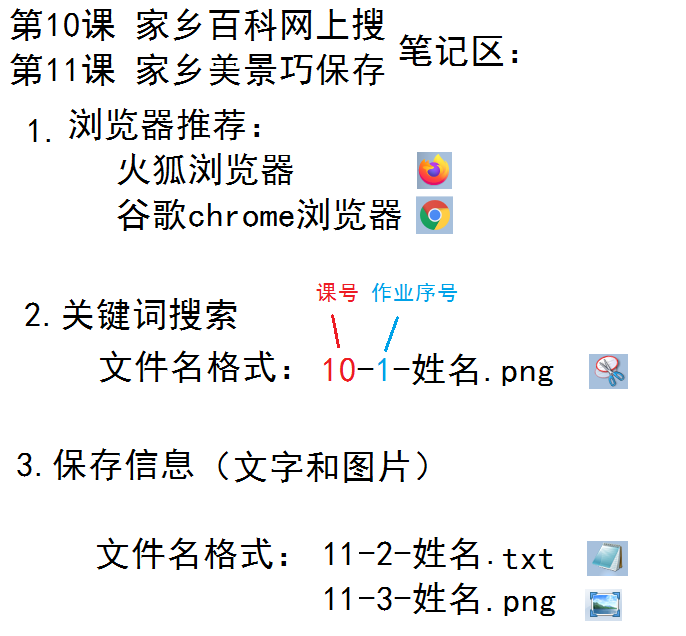 第10课 家乡百科网上搜
第11课 家乡美景巧保存
笔记区：
1. 浏览器推荐：
火狐浏览器
谷歌chrome浏览器
课号 作业序号
2. 关键词搜索
文件名格式： 10-1-姓名.png
3. 保存信息（文字和图片）
文件名格式： 11-2-姓名.txt
11-3-姓名.png